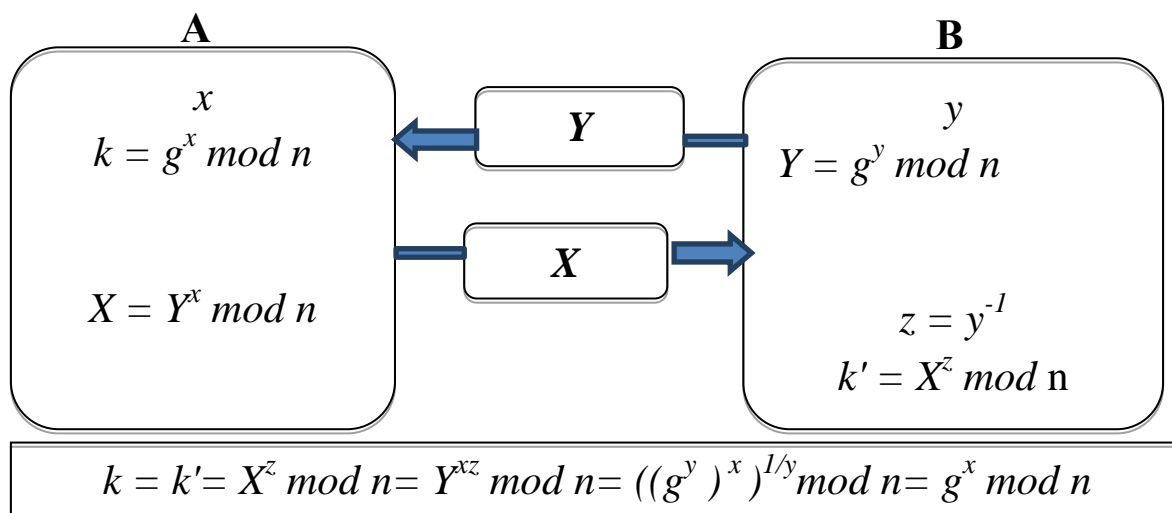 A
x
k = g^x mod n
X = Y^x mod n
Y
X
B
y
Y = g^y mod n
z = y^-1
k' = X^z mod n
k = k'= X^z mod n= Y^xz mod n= ((g^y )^x )^1/y mod n= g^x mod n